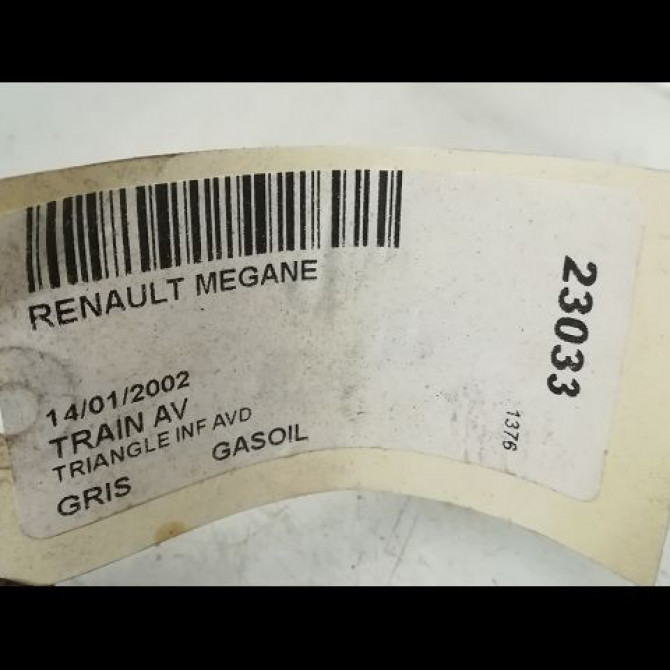 RENAULT MEGANE
14/01/2002
TRAIN AV
TRIANGLE INF AVD
GRIS GASOIL
23033
1376